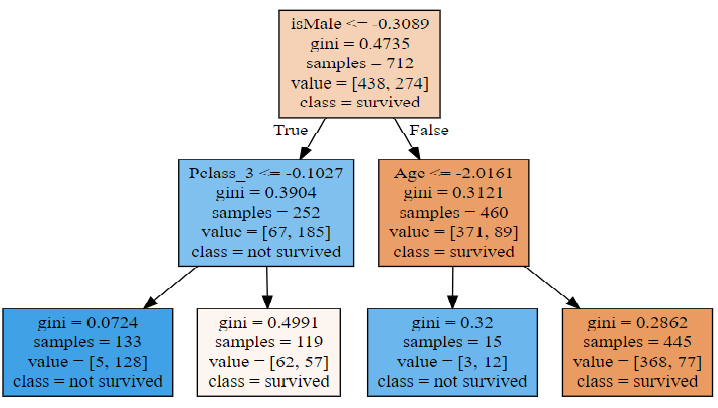 isMale <= -0.3089
gini = 0.4735
samples = 712
value = [438, 274]
class = survived
True
False
Pclass_3 <= -0.1027
gini = 0.3904
samples = 252
value = [67, 185]
class = not survived
Age <= -2.0161
gini = 0.3121
samples = 460
value = [371, 89]
class = survived
gini = 0.0724
samples = 133
value = [5, 128]
class = not survived
gini = 0.4991
samples = 119
value = [62, 57]
class = survived
gini = 0.32
samples = 15
value = [3, 12]
class = not survived
gini = 0.2862
samples = 445
value = [368, 77]
class = survived